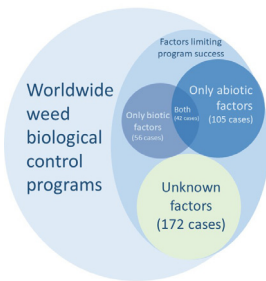 Factors limiting
program success
Worldwide
weed
biological
control
programs
Only abiotic
factors
(105 cases)
Both
(42 cases)
Only biotic
factors
(56 cases)
Unknown
factors
(172 cases)